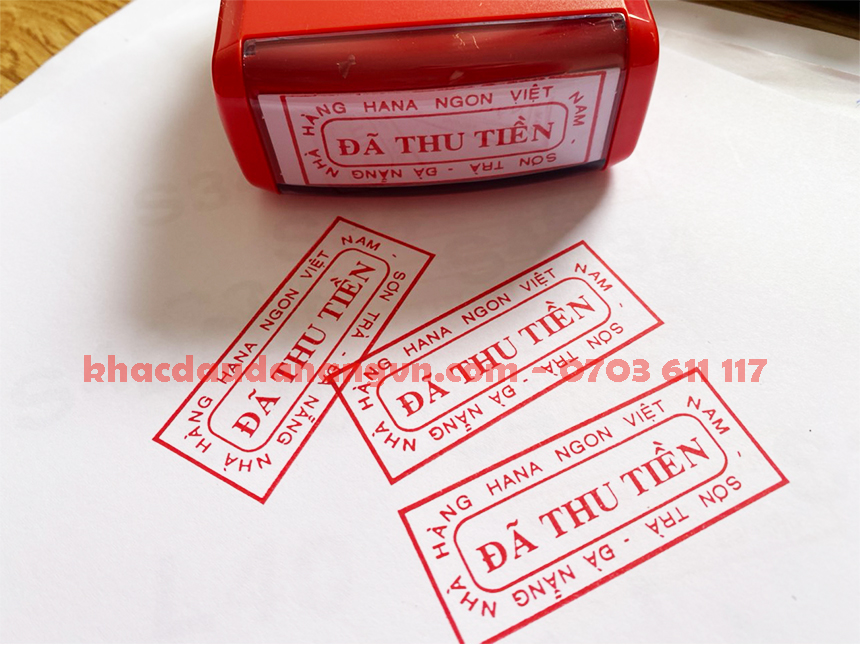 NHÀ HÀNG HANA NGON VIỆT NAM -
ĐÃ THU TIỀN
SƠN TRÀ - ĐÀ NẴNG
NHÀ HÀNG HANA NGON VIỆT NAM -
ĐÃ THU TIỀN
SƠN TRÀ - ĐÀ NẴNG
NHÀ HÀNG HANA NGON VIỆT NAM -
ĐÃ THU TIỀN
SƠN TRÀ - ĐÀ NẴNG
khacdaudanangvn.com - 0703 611 117
NHÀ HÀNG HANA NGON VIỆT NAM -
ĐÃ THU TIỀN
SƠN TRÀ - ĐÀ NẴNG